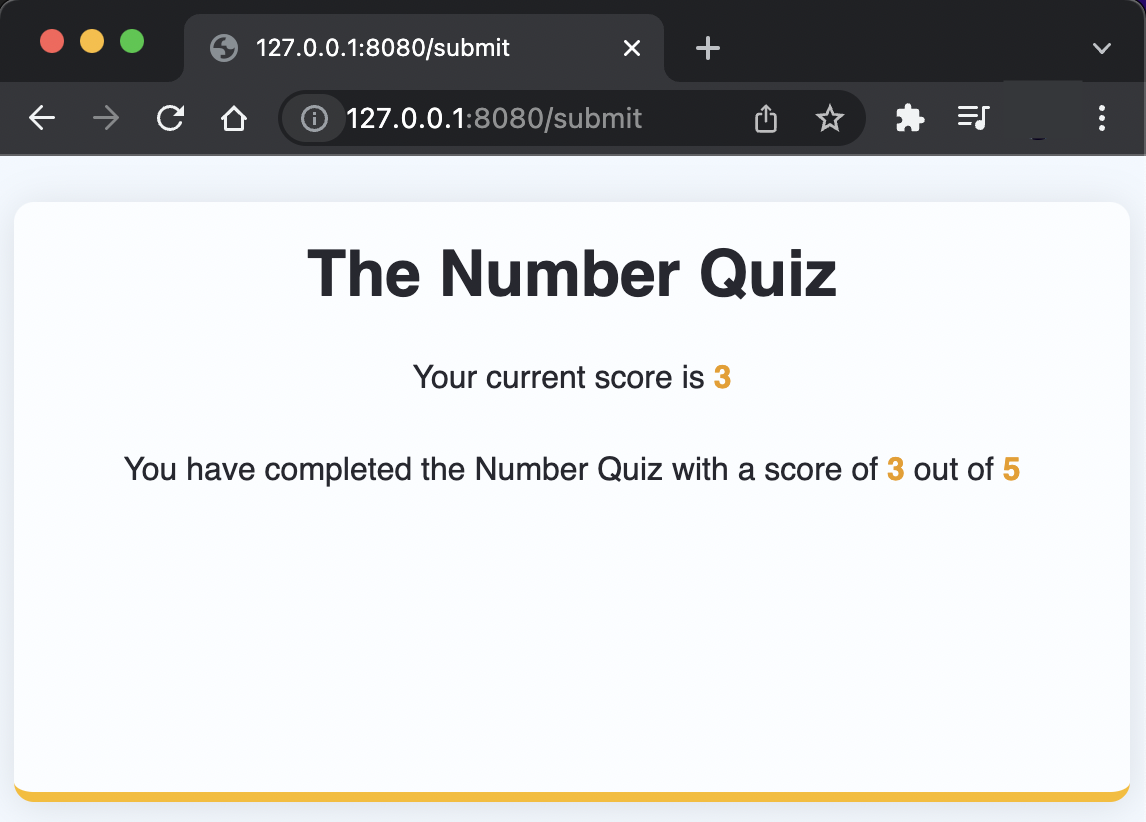 127.0.0.1:8080/submit
127.0.0.1:8080/submit
The Number Quiz
Your current score is 3
You have completed the Number Quiz with a score of 3 out of 5